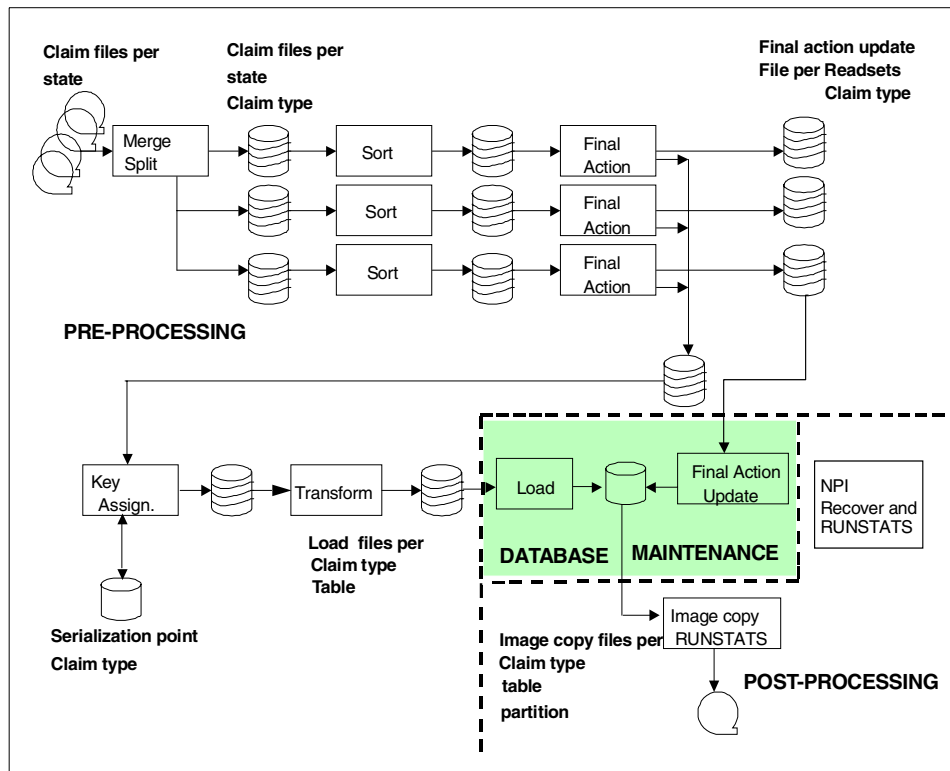 Claim files per
state
Claim files per
state
Claim type
Final action update
File per Readsets
Claim type
Merge
Split
Sort
Final
Action
Sort
Final
Action
Sort
Final
Action
PRE-PROCESSING
Key
Assign.
Transform
Load
Final Action
Update
NPI
Recover and
RUNSTATS
Load files per
Claim type
Table
DATABASE MAINTENANCE
Serialization point
Claim type
Image copy files per
Claim type
table
partition
Image copy
RUNSTATS
POST-PROCESSING